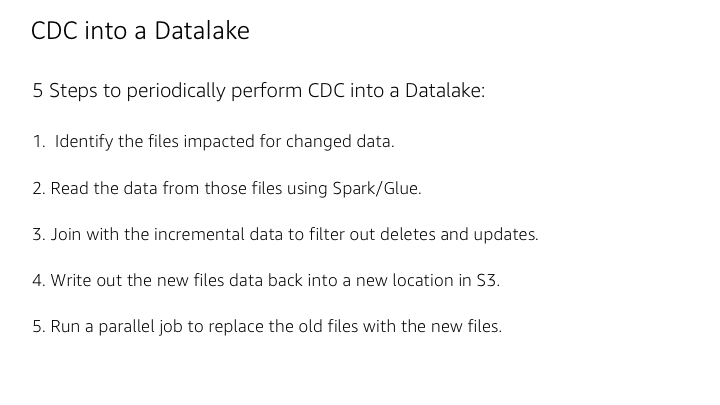 CDC into a Datalake
5 Steps to periodically perform CDC into a Datalake:
1.  Identify the files impacted for changed data.
2. Read the data from those files using Spark/Glue.
3. Join with the incremental data to filter out deletes and updates.
4. Write out the new files data back into a new location in S3.
5. Run a parallel job to replace the old files with the new files.